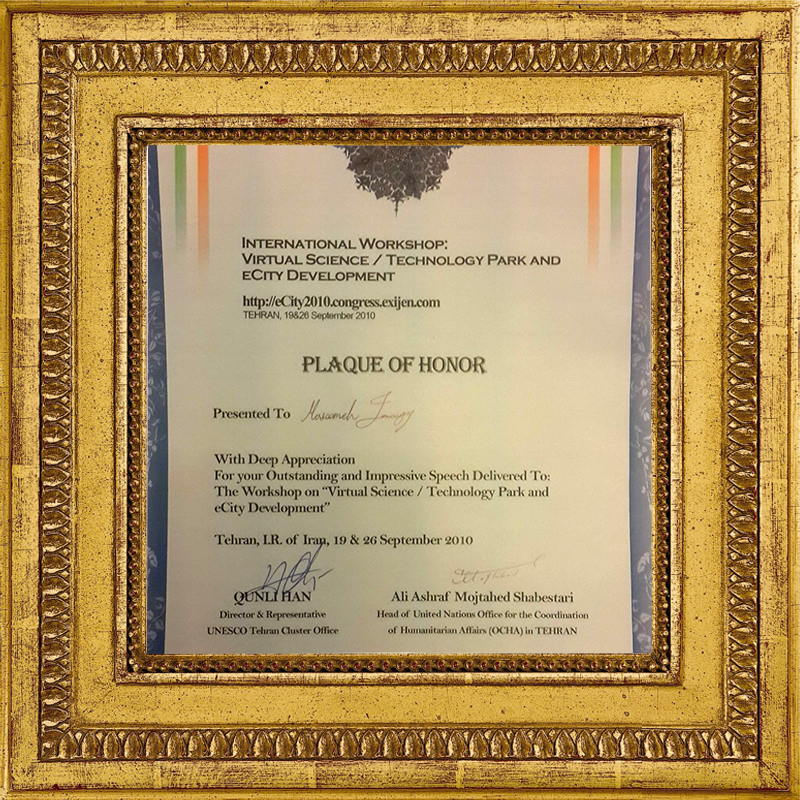 INTERNATIONAL WORKSHOP:
VIRTUAL SCIENCE / TECHNOLOGY PARK AND
ECITY DEVELOPMENT
http://eCity2010.congress.exijen.com
TEHRAN, 19&26 September 2010
PLAQUE OF HONOR
Presented To
With Deep Appreciation
For your Outstanding and Impressive Speech Delivered To:
The Workshop on "Virtual Science / Technology Park and
eCity Development"
Tehran, I.R. of Iran, 19 & 26 September 2010
QUNLI HAN
Director & Representative
UNESCO Tehran Cluster Office
Ali Ashraf Mojtahed Shabestari
Head of United Nations Office for the Coordination
of Humanitarian Affairs (OCHA) in TEHRAN